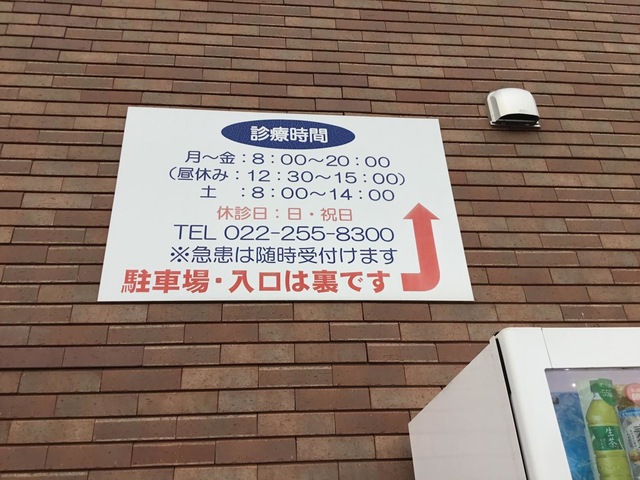 診療時間
月～金：8：00～20：00
（昼休み：12：30～15：00）
土　：8：00～14：00
休診日：日・祝日
TEL 022-255-8300
※急患は随時受付けます
駐車場・入口は裏です
生茶